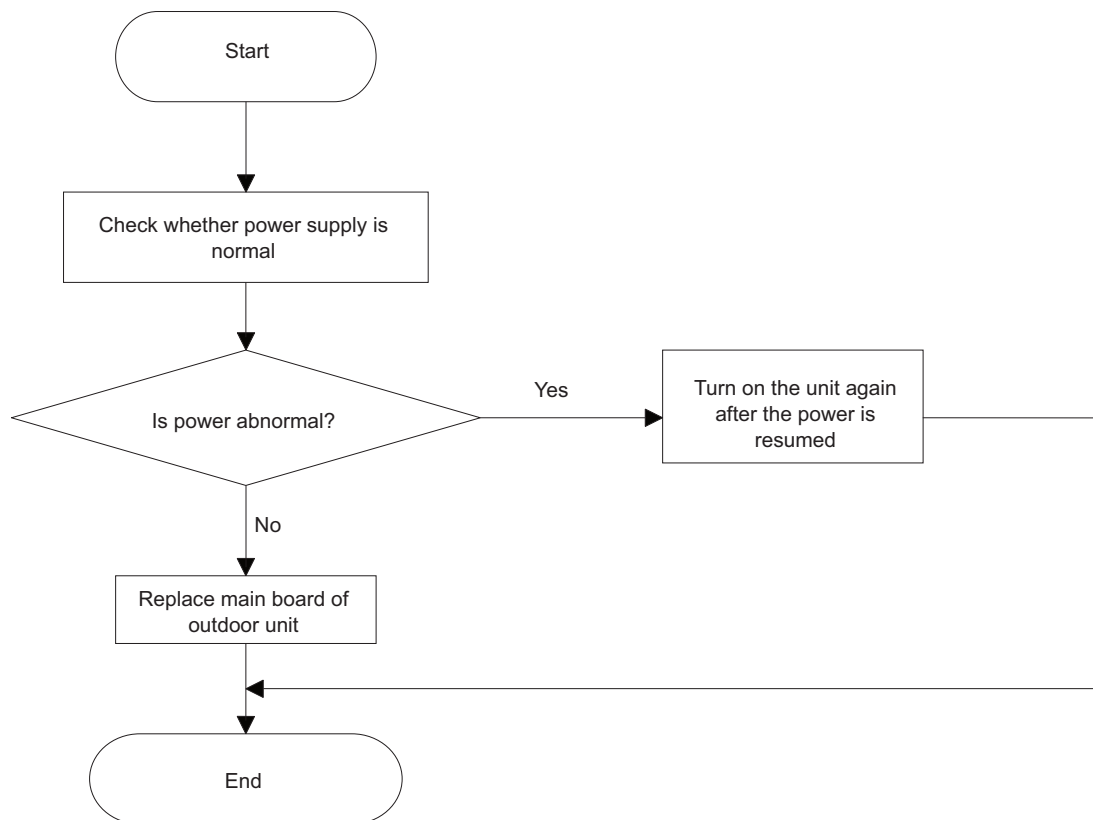 Start
Check whether power supply is
normal
Is power abnormal?
Yes
Turn on the unit again
after the power is
resumed
No
Replace main board of
outdoor unit
End